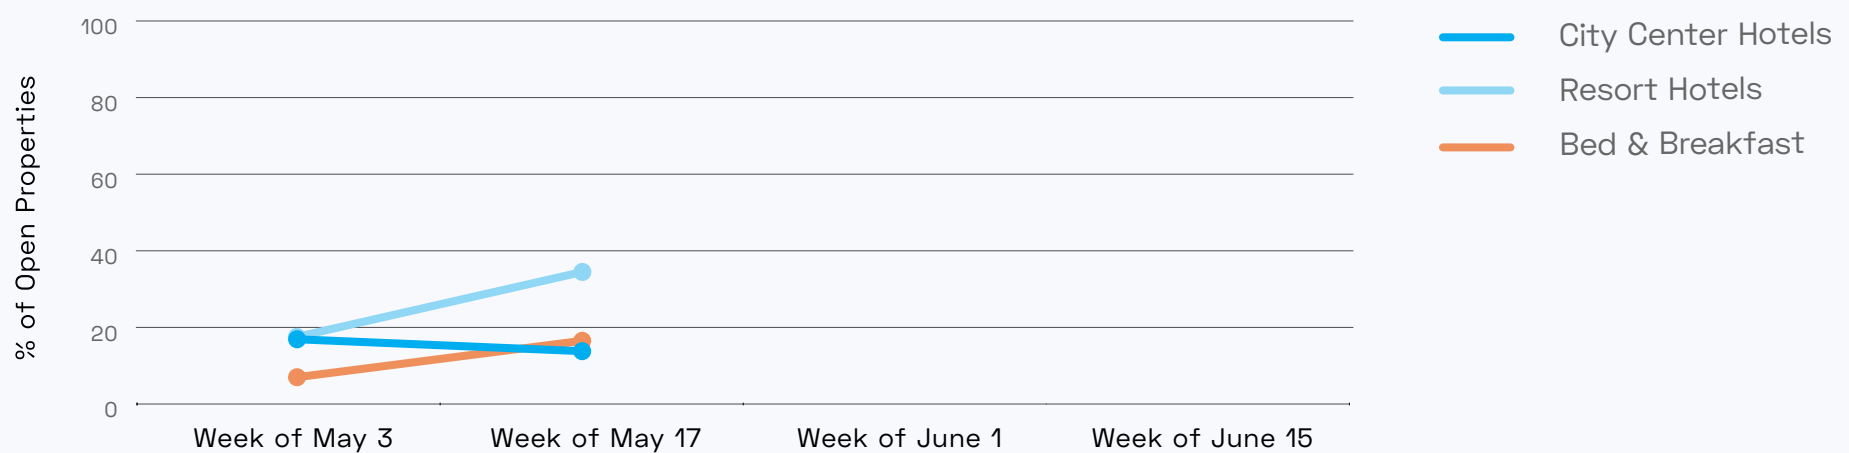 100
80
60
40
20
0
% of Open Properties
Week of May 3
Week of May 17
Week of June 1
Week of June 15
City Center Hotels
Resort Hotels
Bed & Breakfast